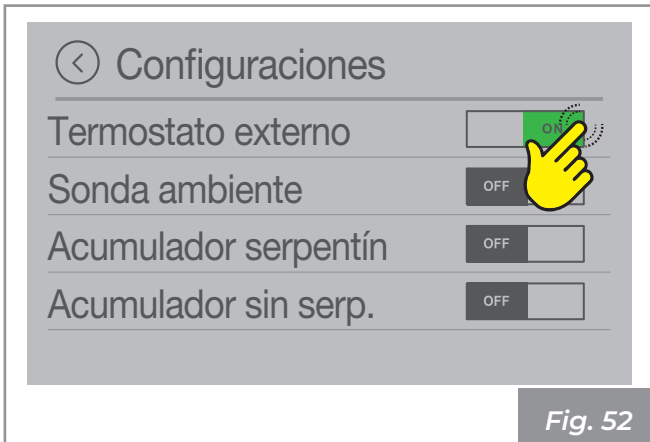 Configuraciones
Termostato externo ON
Sonda ambiente OFF
Acumulador serpentín OFF
Acumulador sin serp. OFF
Fig. 52